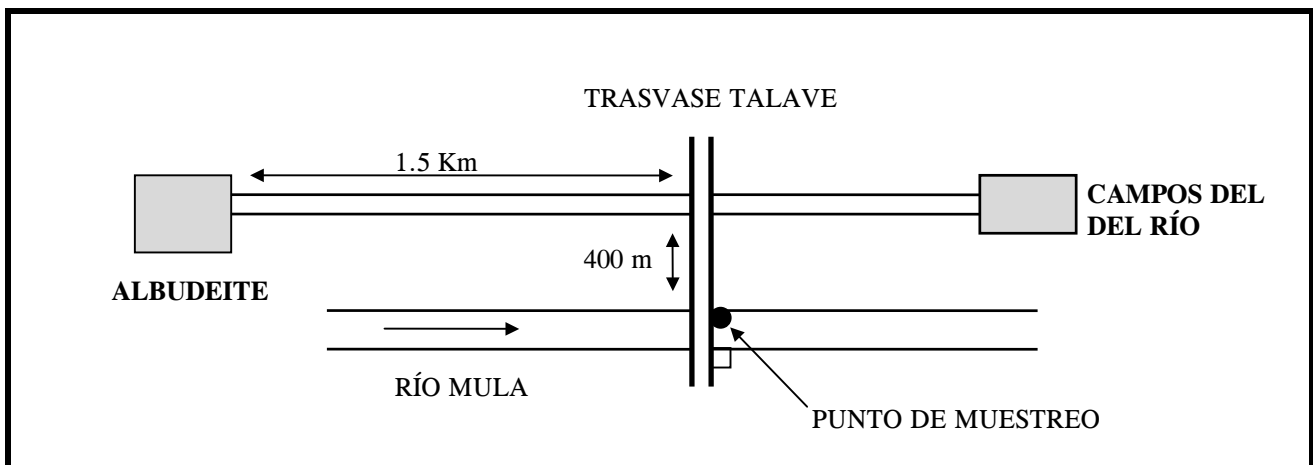 TRASVASE TALAVE
1.5 Km
CAMPOS DEL
DEL RÍO
400 m
ALBUDEITE
RÍO MULA
PUNTO DE MUESTREO